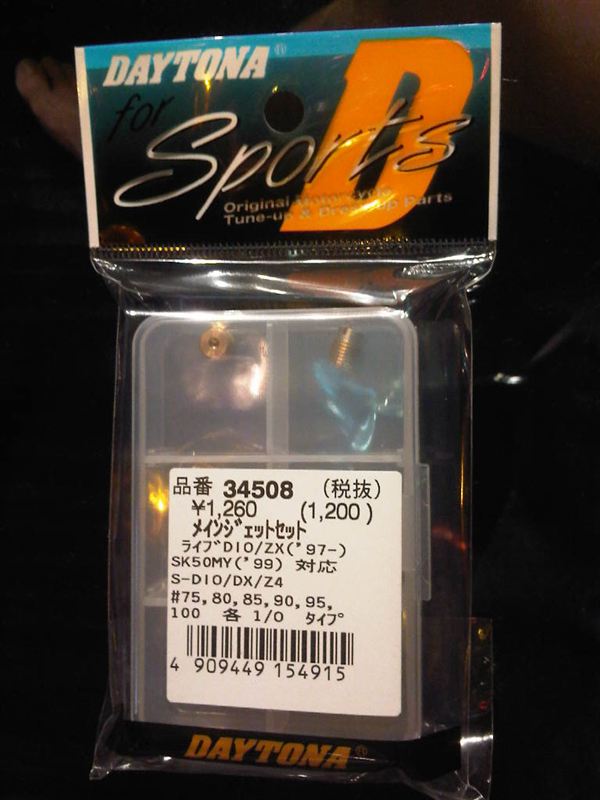 DAYTONA®
for
Sports
D
Original Motorcycle
Tune-up & Dress-up Parts
品番 34508 (税抜)
¥1,260 (1,200 )
メインジェットセット
ライブDIO/ZX('97-)
SK50MY('99) 対応
S-DIO/DX/Z4
#75,80,85,90,95,
100 各 1/0 タイプ
4 909449 154915
DAYTONA®